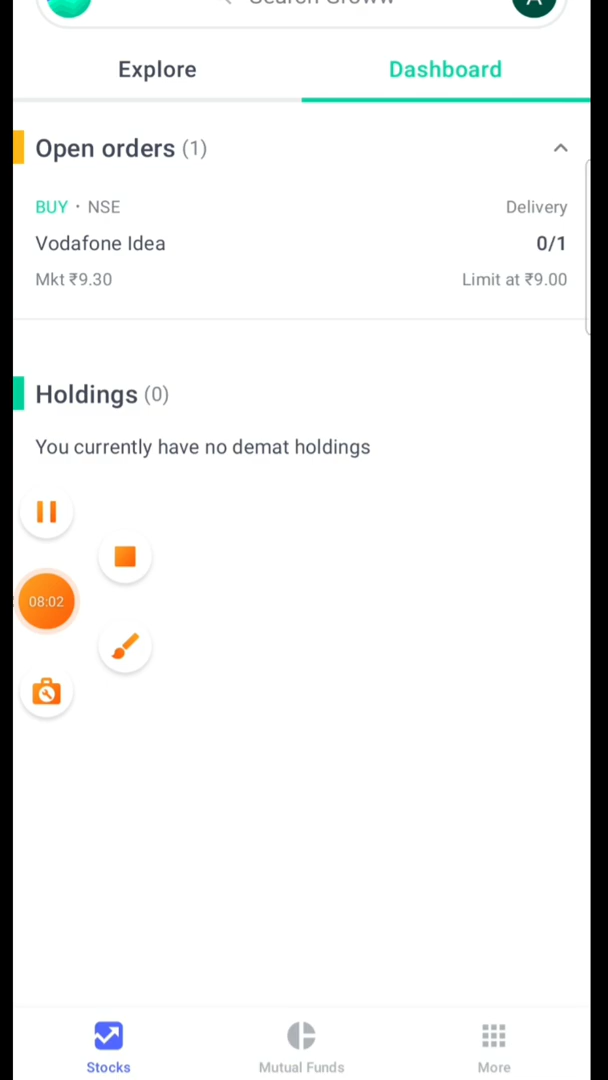 Search Groww
A
Explore
Dashboard
Open orders (1)
BUY · NSE
Delivery
Vodafone Idea
0/1
Mkt ₹9.30
Limit at ₹9.00
Holdings (0)
You currently have no demat holdings
08:02
Stocks
Mutual Funds
More